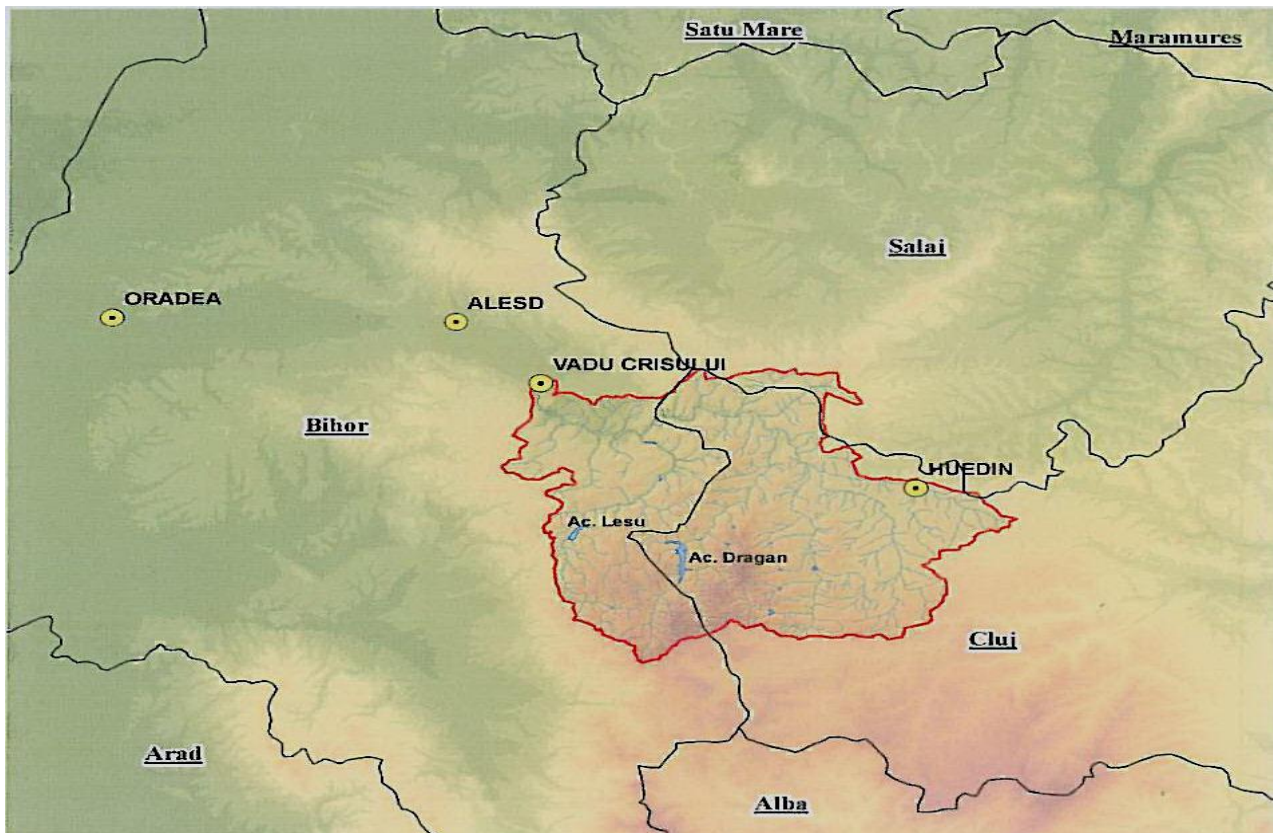 Satu Mare
Maramures
Salaj
ORADEA
ALESD
VADU CRISULUI
Bihor
HUEDIN
Ac. Lesu
Ac. Dragan
Cluj
Arad
Alba